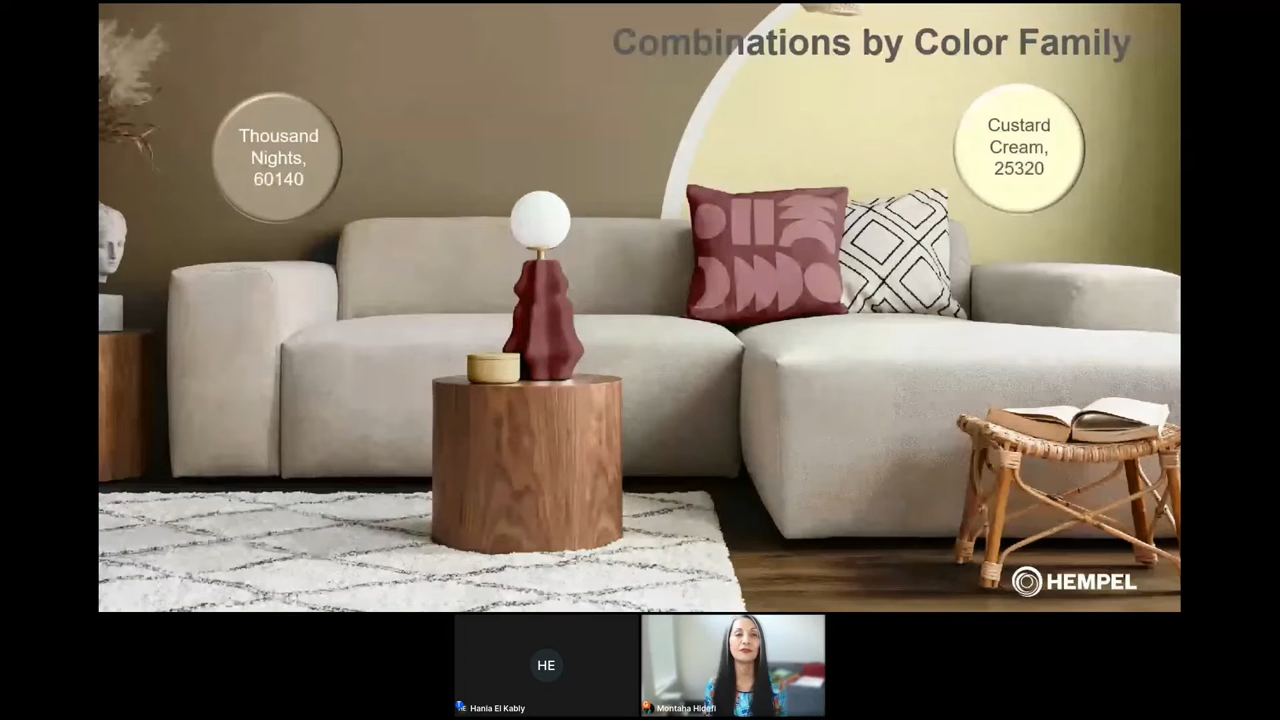 Combinations by Color Family
Thousand
Nights,
60140
Custard
Cream,
25320
HEMPEL
HE
Hania El Kably
Montaha Hidefi